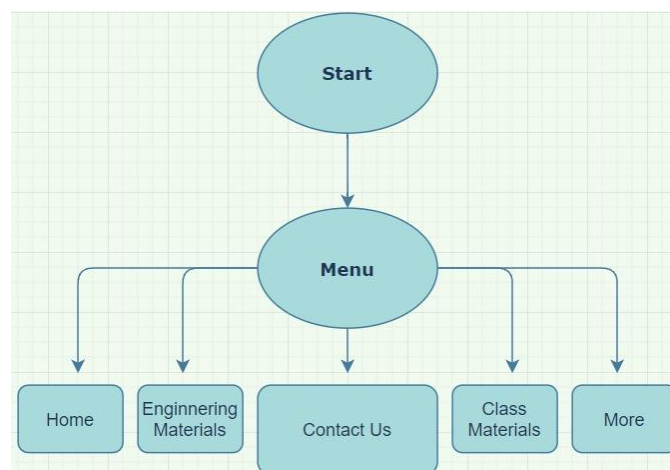 Start
Menu
Home
Enginnering
Materials
Contact Us
Class
Materials
More